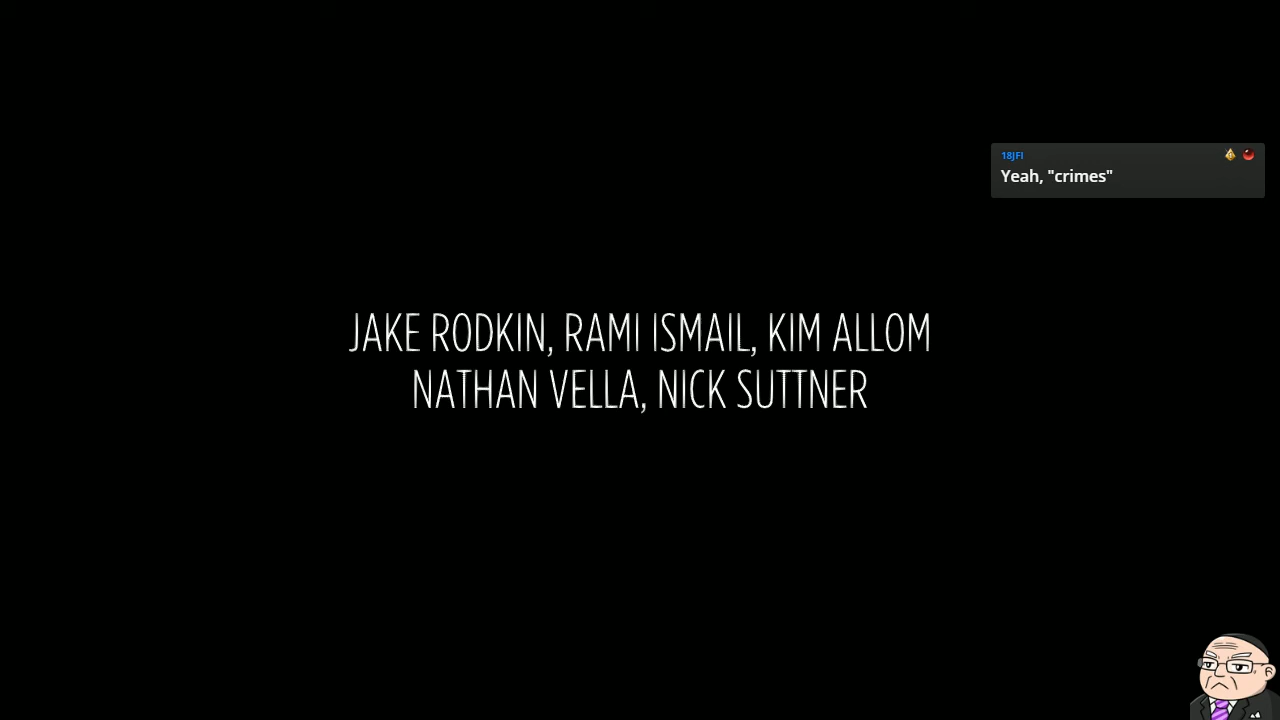 18JFI
Yeah, "crimes"
JAKE RODKIN, RAMI ISMAIL, KIM ALLOM
NATHAN VELLA, NICK SUTTNER